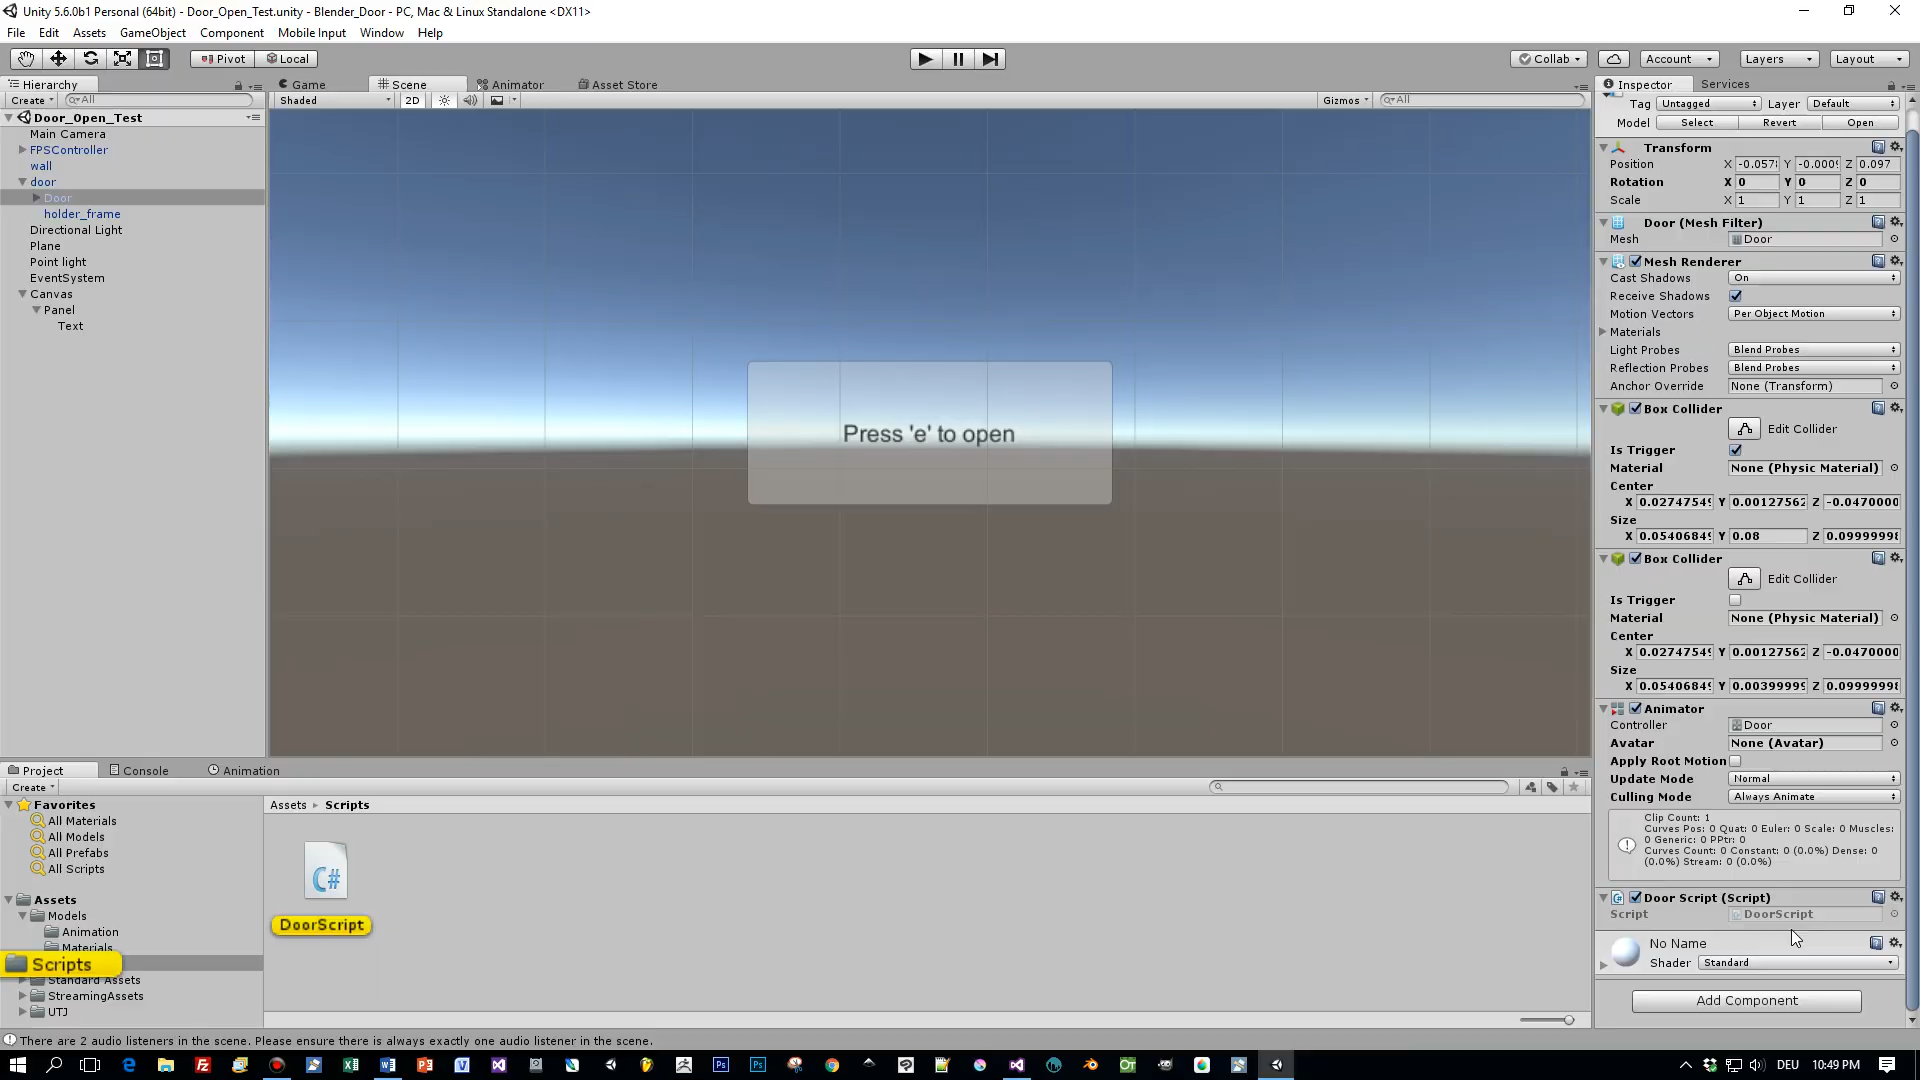 Unity 5.6.0b1 Personal (64bit) - Door_Open_Test.unity - Blender_Door - PC, Mac & Linux Standalone <DX11>
File Edit Assets GameObject Component Mobile Input Window Help
Pivot Local Collab Account Layers Layout
Hierarchy
Create All
Door_Open_Test
Main Camera
FPSController
wall
door
Door
holder_frame
Directional Light
Plane
Point light
EventSystem
Canvas
Panel
Text
Game Scene Animator Asset Store
Shaded 2D Gizmos All
Press 'e' to open
Inspector Services
Tag Untagged Layer Default
Model Select Revert Open
Transform
Position X -0.057 Y -0.000 Z 0.097
Rotation X 0 Y 0 Z 0
Scale X 1 Y 1 Z 1
Door (Mesh Filter)
Mesh Door
Mesh Renderer
Cast Shadows On
Receive Shadows
Motion Vectors Per Object Motion
Materials
Light Probes Blend Probes
Reflection Probes Blend Probes
Anchor Override None (Transform)
Box Collider
Edit Collider
Is Trigger
Material None (Physic Material)
Center
X 0.0274754 Y 0.00127562 Z -0.0470000
Size
X 0.0540684 Y 0.08 Z 0.0999999
Box Collider
Edit Collider
Is Trigger
Material None (Physic Material)
Center
X 0.0274754 Y 0.00127562 Z -0.0470000
Size
X 0.0540684 Y 0.0039999 Z 0.0999999
Animator
Controller Door
Avatar None (Avatar)
Apply Root Motion
Update Mode Normal
Culling Mode Always Animate
Clip Count: 1
Curves Pos: 0 Quat: 0 Euler: 0 Scale: 0 Muscles:
0 Generic: 0 PPtr: 0
Curves Count: 0 Constant: 0 (0.0%) Dense: 0
(0.0%) Stream: 0 (0.0%)
Door Script (Script)
Script DoorScript
No Name
Shader Standard
Add Component
Project Console Animation
Create
Favorites
All Materials
All Models
All Prefabs
All Scripts
Assets
Models
Animation
Materials
Scripts
Standard Assets
StreamingAssets
UTJ
Assets Scripts
C#
DoorScript
There are 2 audio listeners in the scene. Please ensure there is always exactly one audio listener in the scene.
DEU 10:49 PM